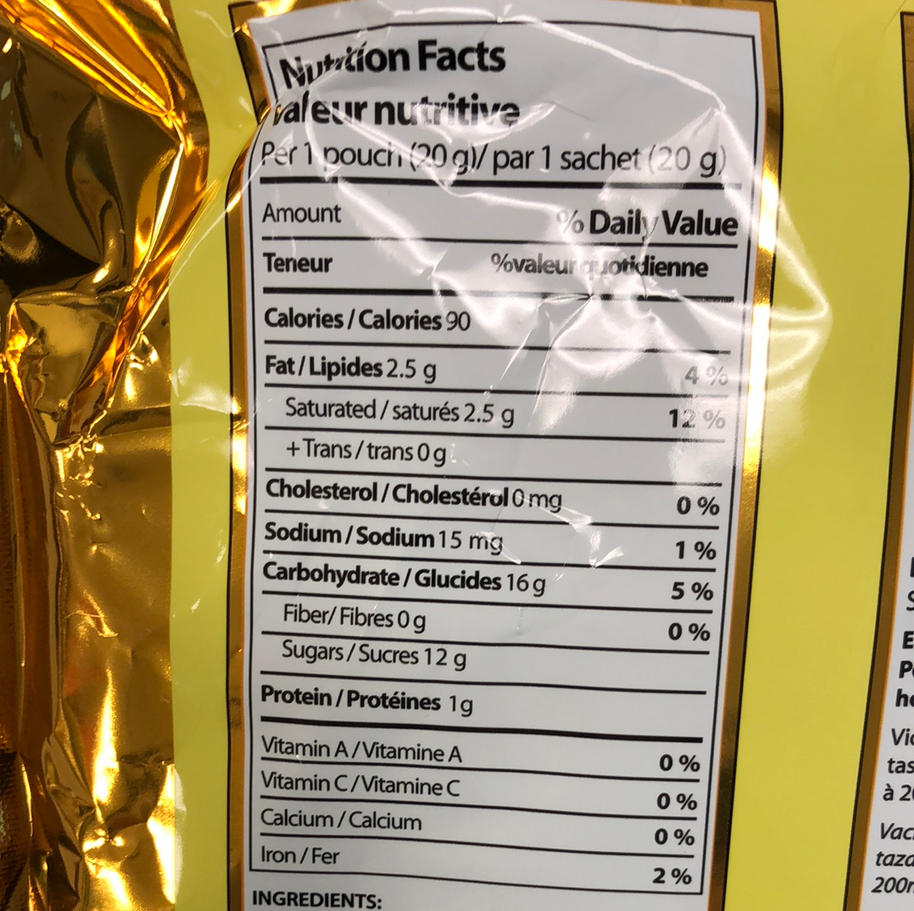 Nutrition Facts
Valeur nutritive
Per 1 pouch (20 g)/ par 1 sachet (20 g)
Amount % Daily Value
Teneur %valeur quotidienne
Calories / Calories 90
Fat / Lipides 2.5 g 4 %
Saturated / saturés 2.5 g 12 %
+ Trans / trans 0 g
Cholesterol / Cholestérol 0 mg 0 %
Sodium / Sodium 15 mg 1 %
Carbohydrate / Glucides 16 g 5 %
Fiber/ Fibres 0 g 0 %
Sugars / Sucres 12 g
Protein / Protéines 1g
Vitamin A / Vitamine A 0 %
Vitamin C / Vitamine C 0 %
Calcium / Calcium 0 %
Iron / Fer 2 %
INGREDIENTS: